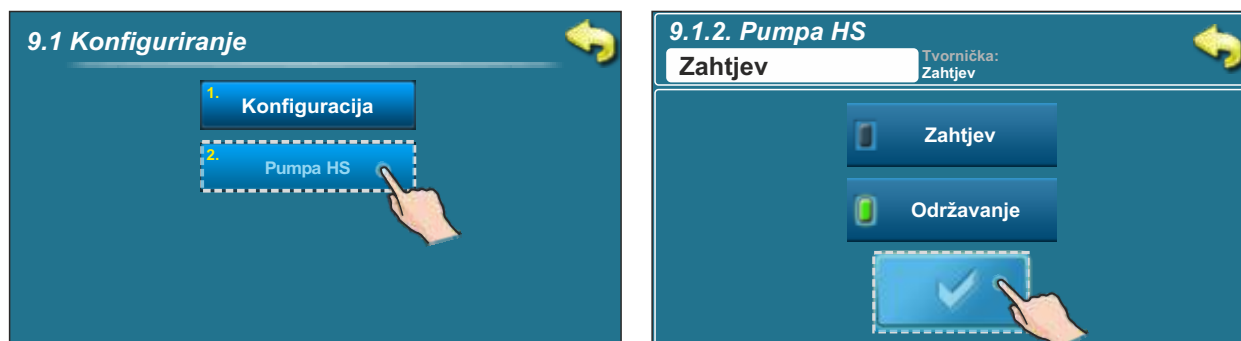 9.1 Konfiguriranje
1.
Konfiguracija
2.
Pumpa HS
9.1.2. Pumpa HS
Zahtjev
Tvornička:
Zahtjev
Zahtjev
Održavanje